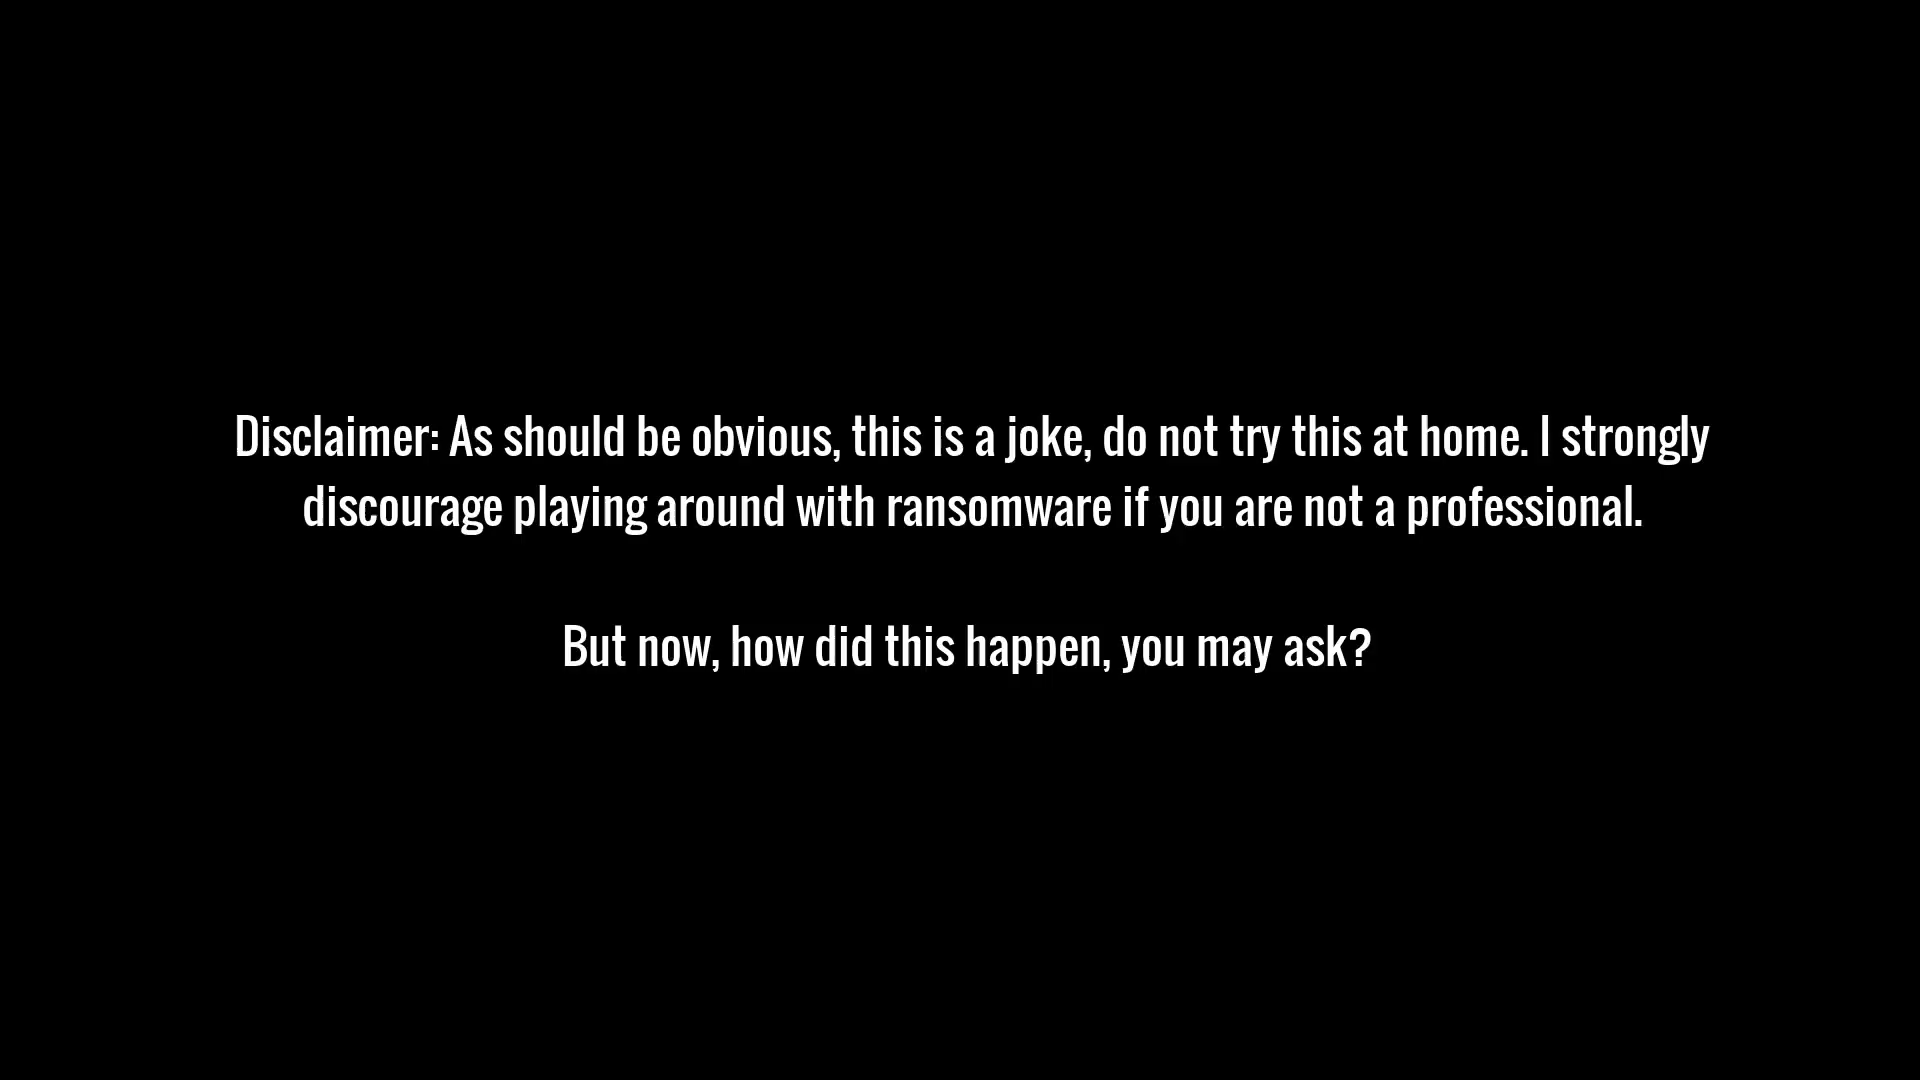 Disclaimer: As should be obvious, this is a joke, do not try this at home. I strongly
discourage playing around with ransomware if you are not a professional.
But now, how did this happen, you may ask?